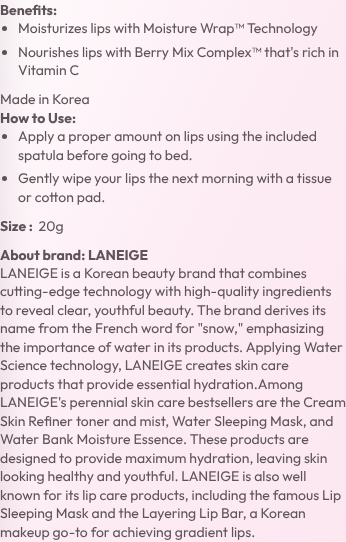 Benefits:
• Moisturizes lips with Moisture Wrap™ Technology
• Nourishes lips with Berry Mix Complex™ that's rich in
Vitamin C
Made in Korea
How to Use:
• Apply a proper amount on lips using the included
spatula before going to bed.
• Gently wipe your lips the next morning with a tissue
or cotton pad.
Size : 20g
About brand: LANEIGE
LANEIGE is a Korean beauty brand that combines
cutting-edge technology with high-quality ingredients
to reveal clear, youthful beauty. The brand derives its
name from the French word for "snow," emphasizing
the importance of water in its products. Applying Water
Science technology, LANEIGE creates skin care
products that provide essential hydration.Among
LANEIGE's perennial skin care bestsellers are the Cream
Skin Refiner toner and mist, Water Sleeping Mask, and
Water Bank Moisture Essence. These products are
designed to provide maximum hydration, leaving skin
looking healthy and youthful. LANEIGE is also well
known for its lip care products, including the famous Lip
Sleeping Mask and the Layering Lip Bar, a Korean
makeup go-to for achieving gradient lips.